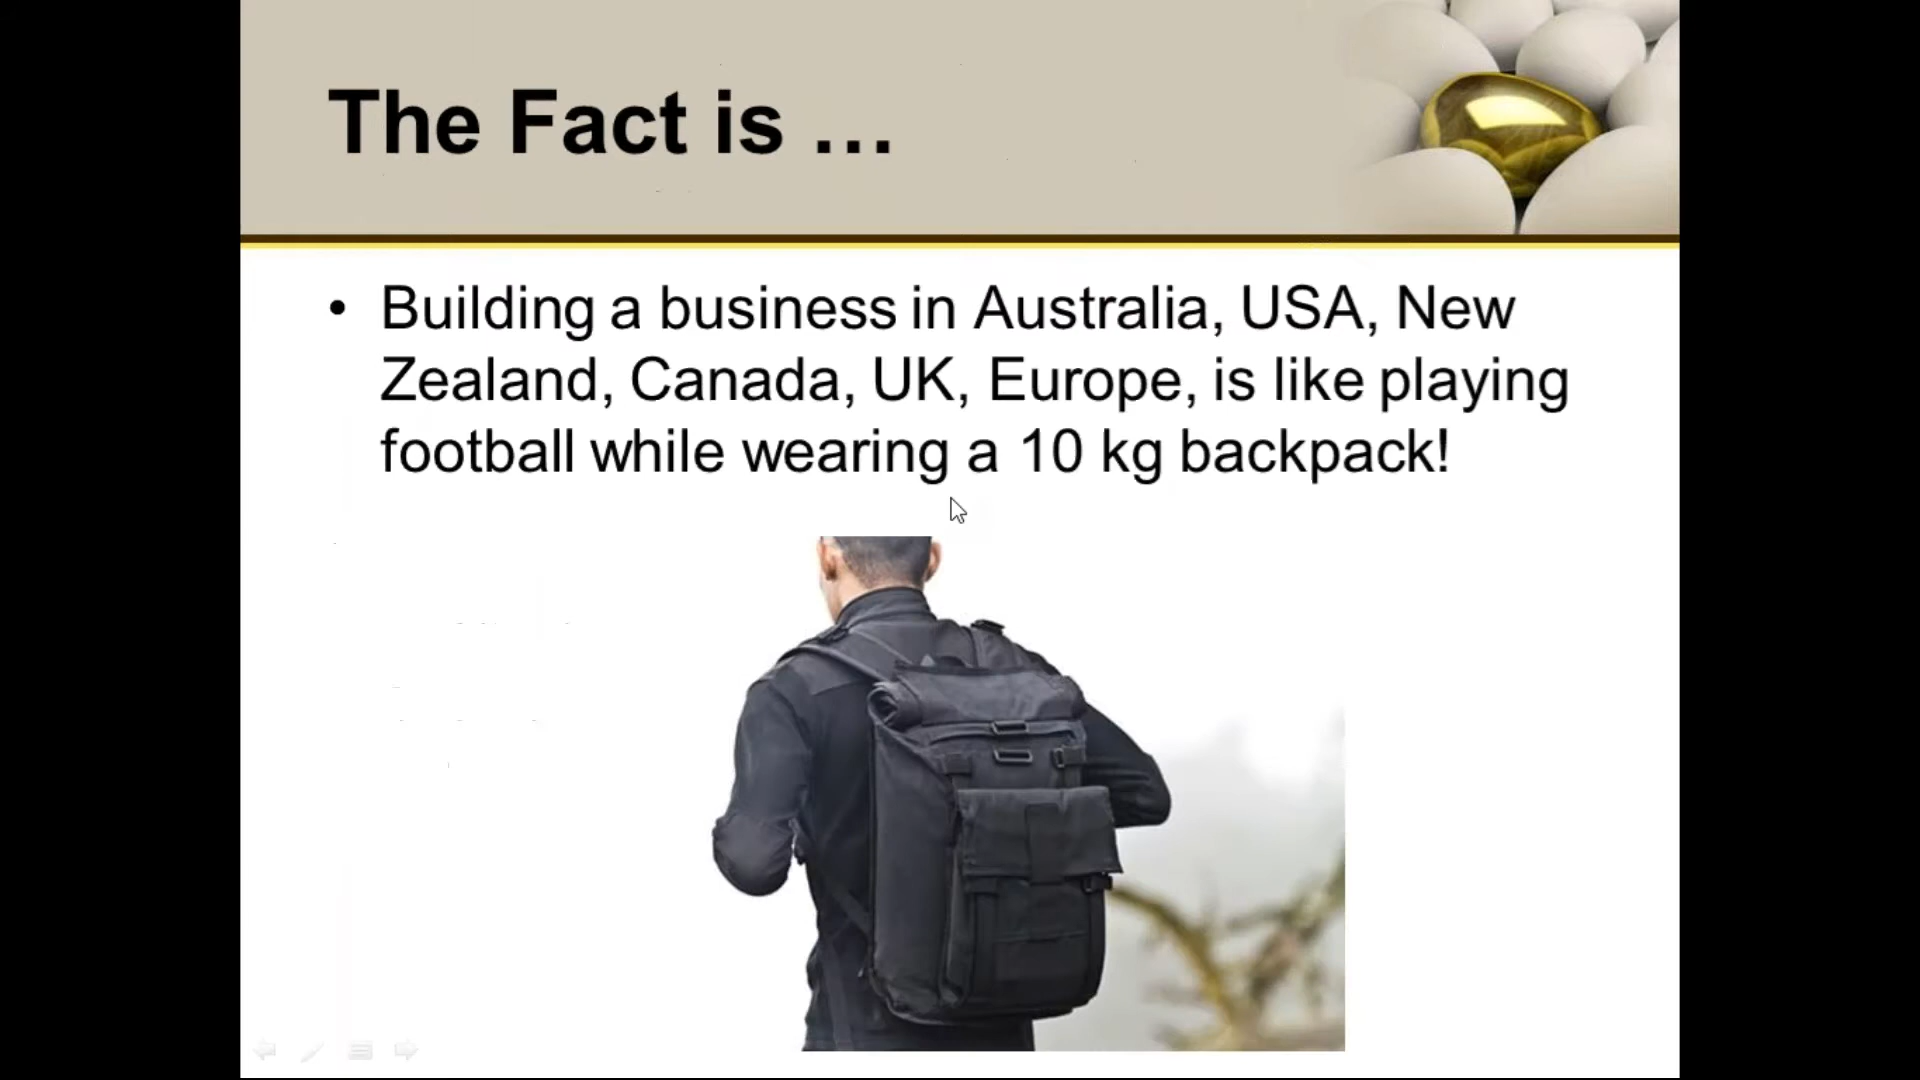 The Fact is ...
• Building a business in Australia, USA, New
Zealand, Canada, UK, Europe, is like playing
football while wearing a 10 kg backpack!